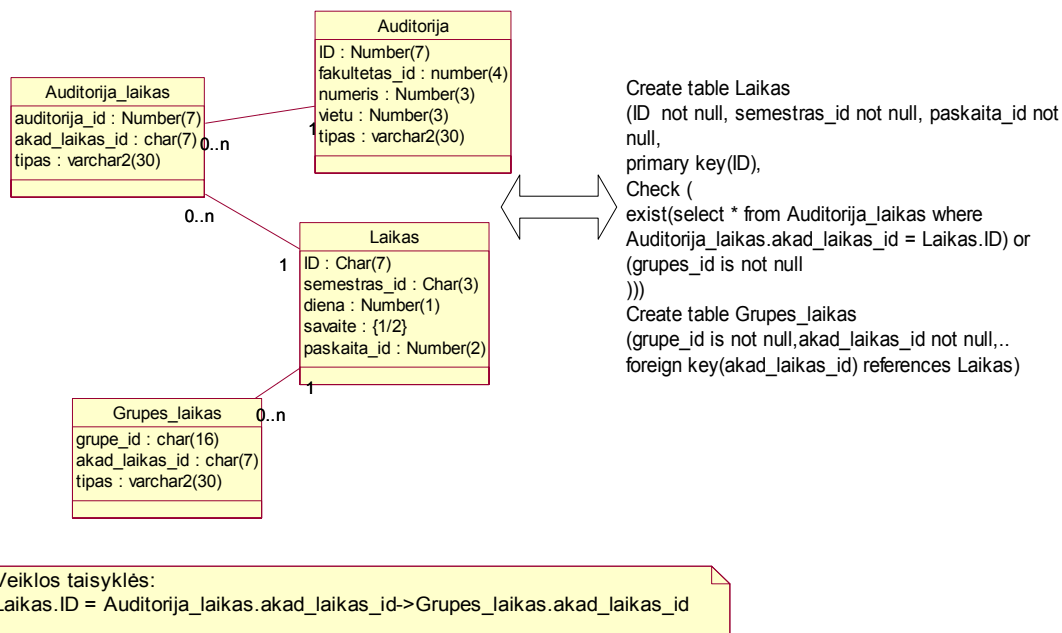 Auditorija
ID : Number(7)
fakultetas_id : number(4)
numeris : Number(3)
vietu : Number(3)
tipas : varchar2(30)
Auditorija_laikas
auditorija_id : Number(7)
akad_laikas_id : char(7)
tipas : varchar2(30)
0..n
1
0..n
1
Laikas
ID : Char(7)
semestras_id : Char(3)
diena : Number(1)
savaite : {1/2}
paskaita_id : Number(2)
1
0..n
Grupes_laikas
grupe_id : char(16)
akad_laikas_id : char(7)
tipas : varchar2(30)
Create table Laikas
(ID not null, semestras_id not null, paskaita_id not
null,
primary key(ID),
Check (
exist(select * from Auditorija_laikas where
Auditorija_laikas.akad_laikas_id = Laikas.ID) or
(grupes_id is not null
)))
Create table Grupes_laikas
(grupe_id is not null,akad_laikas_id not null,..
foreign key(akad_laikas_id) references Laikas)
Veiklos taisyklės:
Laikas.ID = Auditorija_laikas.akad_laikas_id->Grupes_laikas.akad_laikas_id